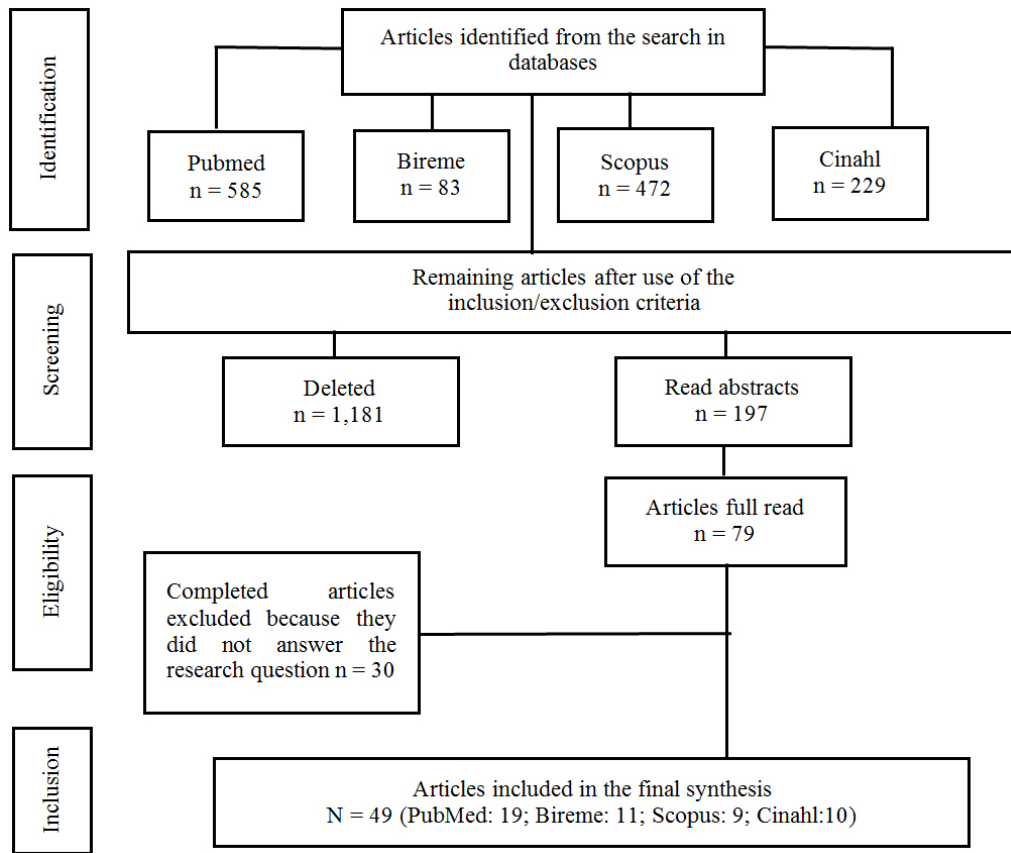 Identification
Articles identified from the search in
databases
Pubmed
n = 585
Bireme
n = 83
Scopus
n = 472
Cinahl
n = 229
Screening
Remaining articles after use of the
inclusion/exclusion criteria
Deleted
n = 1,181
Read abstracts
n = 197
Eligibility
Articles full read
n = 79
Completed articles
excluded because they
did not answer the
research question n = 30
Inclusion
Articles included in the final synthesis
N = 49 (PubMed: 19; Bireme: 11; Scopus: 9; Cinahl:10)